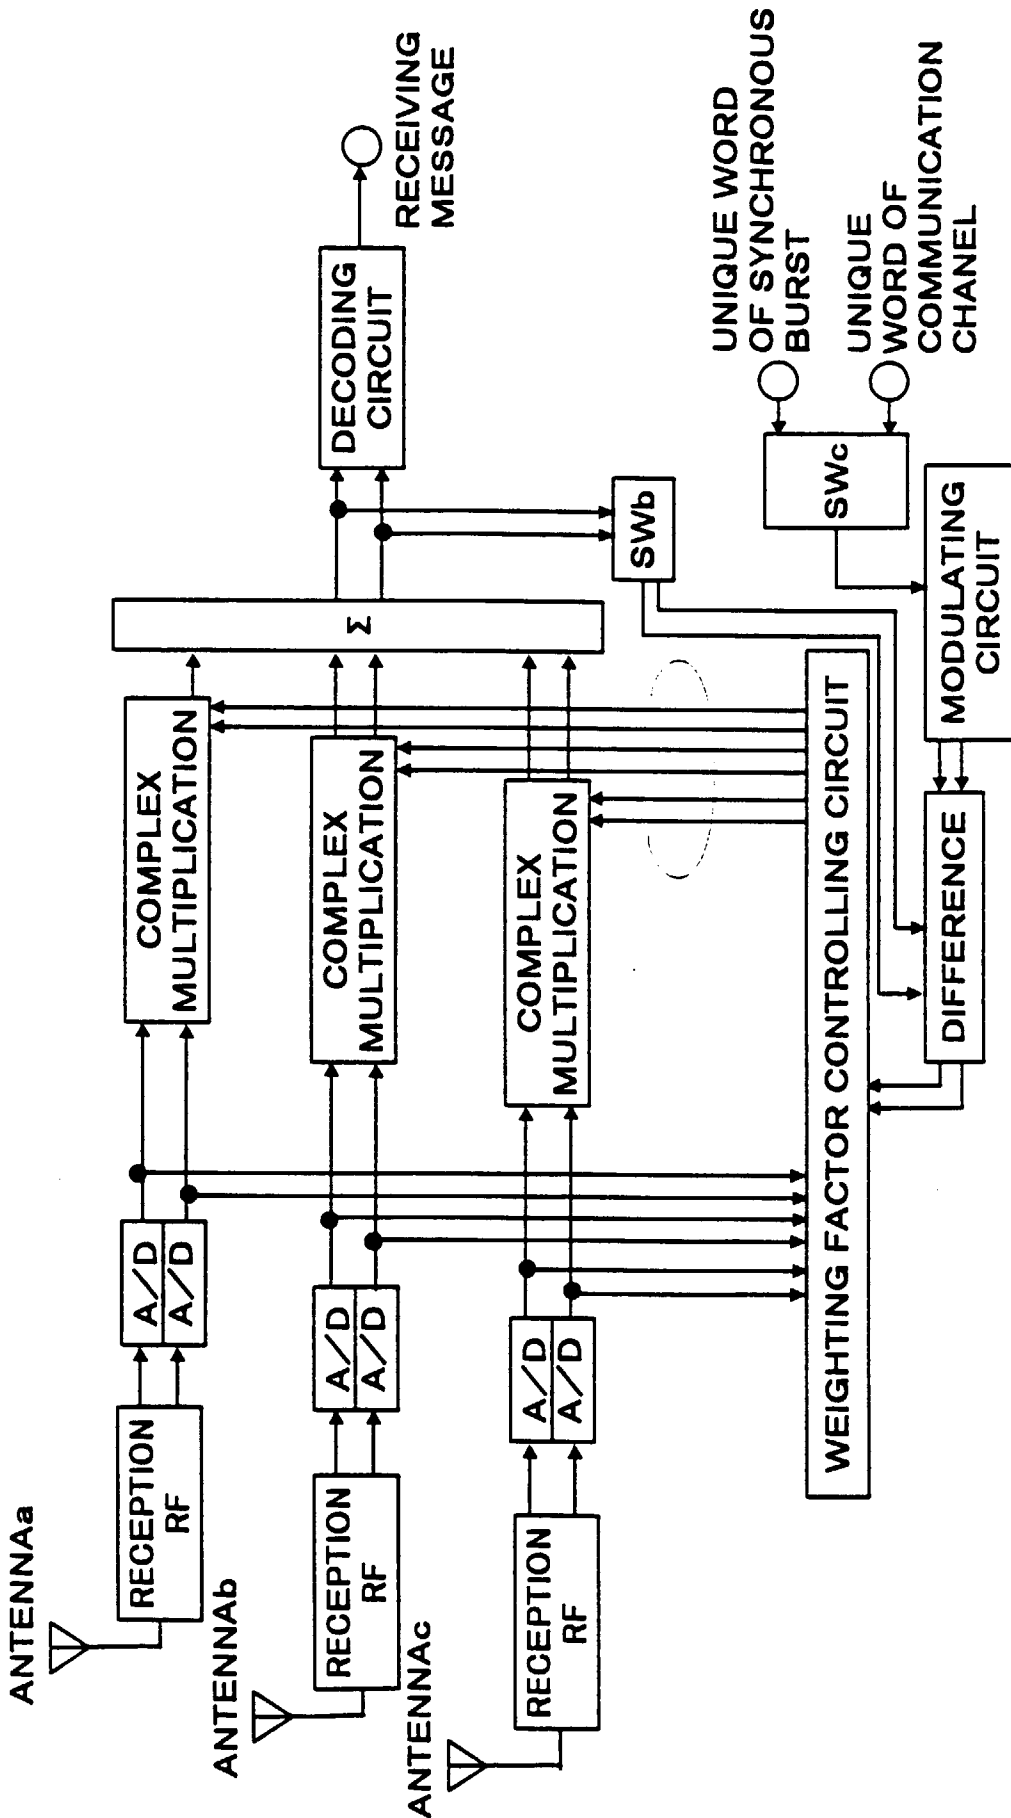 ANTENNAa
RECEPTION
RF
A/D
A/D
COMPLEX
MULTIPLICATION
ANTENNAb
RECEPTION
RF
A/D
A/D
COMPLEX
MULTIPLICATION
ANTENNAc
RECEPTION
RF
A/D
A/D
COMPLEX
MULTIPLICATION
Σ
DECODING
CIRCUIT
RECEIVING
MESSAGE
SWb
UNIQUE WORD
OF SYNCHRONOUS
BURST
UNIQUE
WORD OF
COMMUNICATION
CHANEL
SWc
WEIGHTING FACTOR CONTROLLING CIRCUIT
DIFFERENCE
MODULATING
CIRCUIT